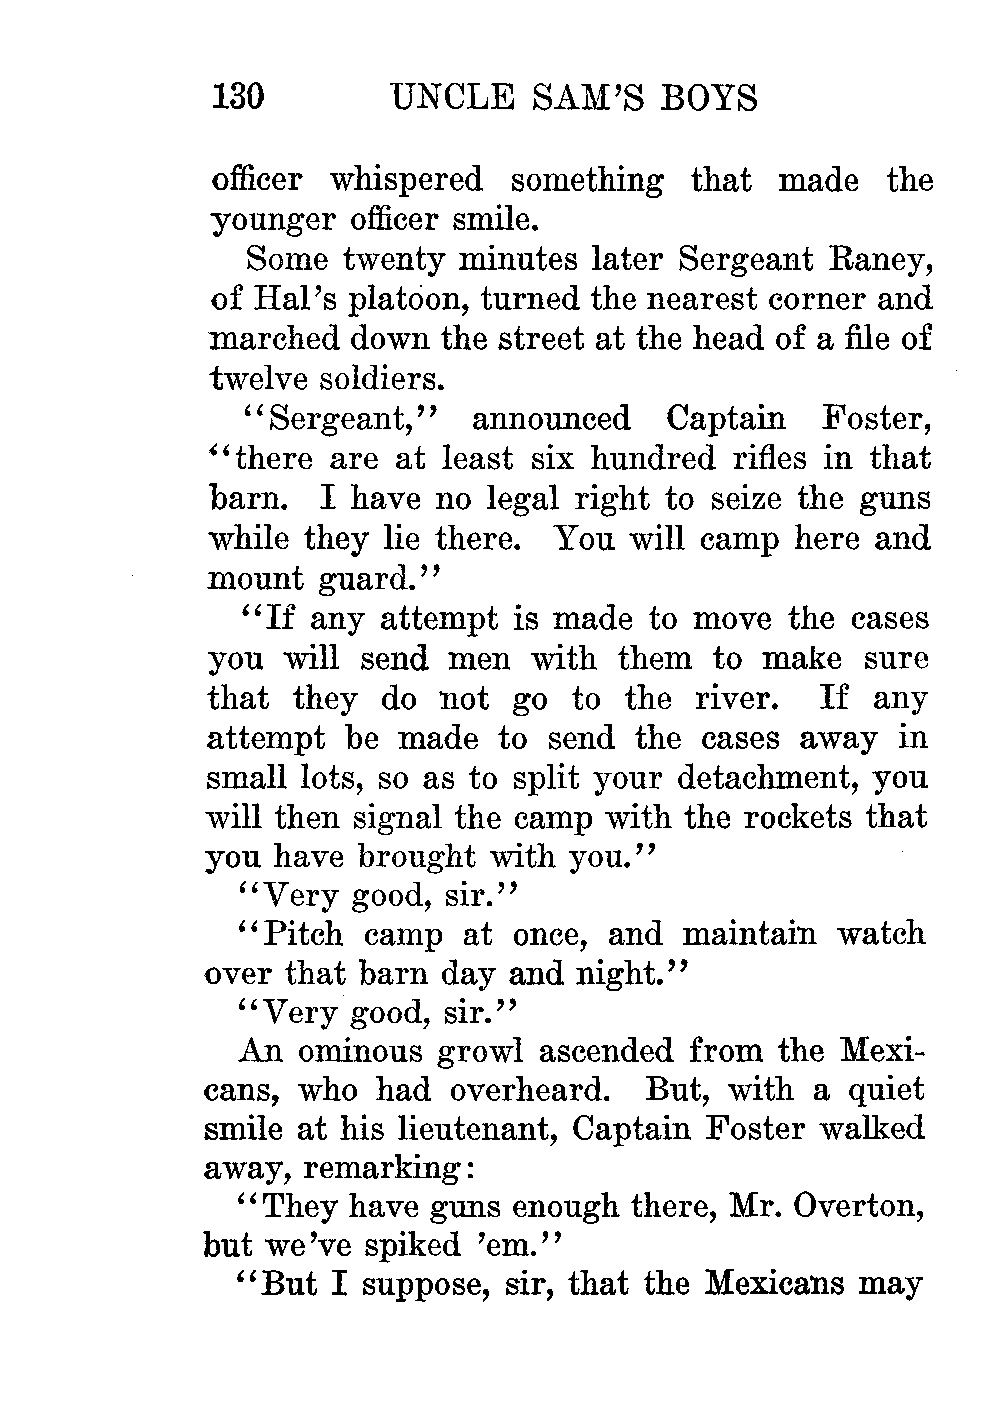 130 UNCLE SAM'S BOYS
officer whispered something that made the
younger officer smile.
Some twenty minutes later Sergeant Raney,
of Hal's platoon, turned the nearest corner and
marched down the street at the head of a file of
twelve soldiers.
"Sergeant," announced Captain Foster,
"there are at least six hundred rifles in that
barn. I have no legal right to seize the guns
while they lie there. You will camp here and
mount guard."
"If any attempt is made to move the cases
you will send men with them to make sure
that they do not go to the river. If any
attempt be made to send the cases away in
small lots, so as to split your detachment, you
will then signal the camp with the rockets that
you have brought with you."
"Very good, sir."
"Pitch camp at once, and maintain watch
over that barn day and night."
"Very good, sir."
An ominous growl ascended from the Mexi-
cans, who had overheard. But, with a quiet
smile at his lieutenant, Captain Foster walked
away, remarking:
"They have guns enough there, Mr. Overton,
but we've spiked 'em."
"But I suppose, sir, that the Mexicans may